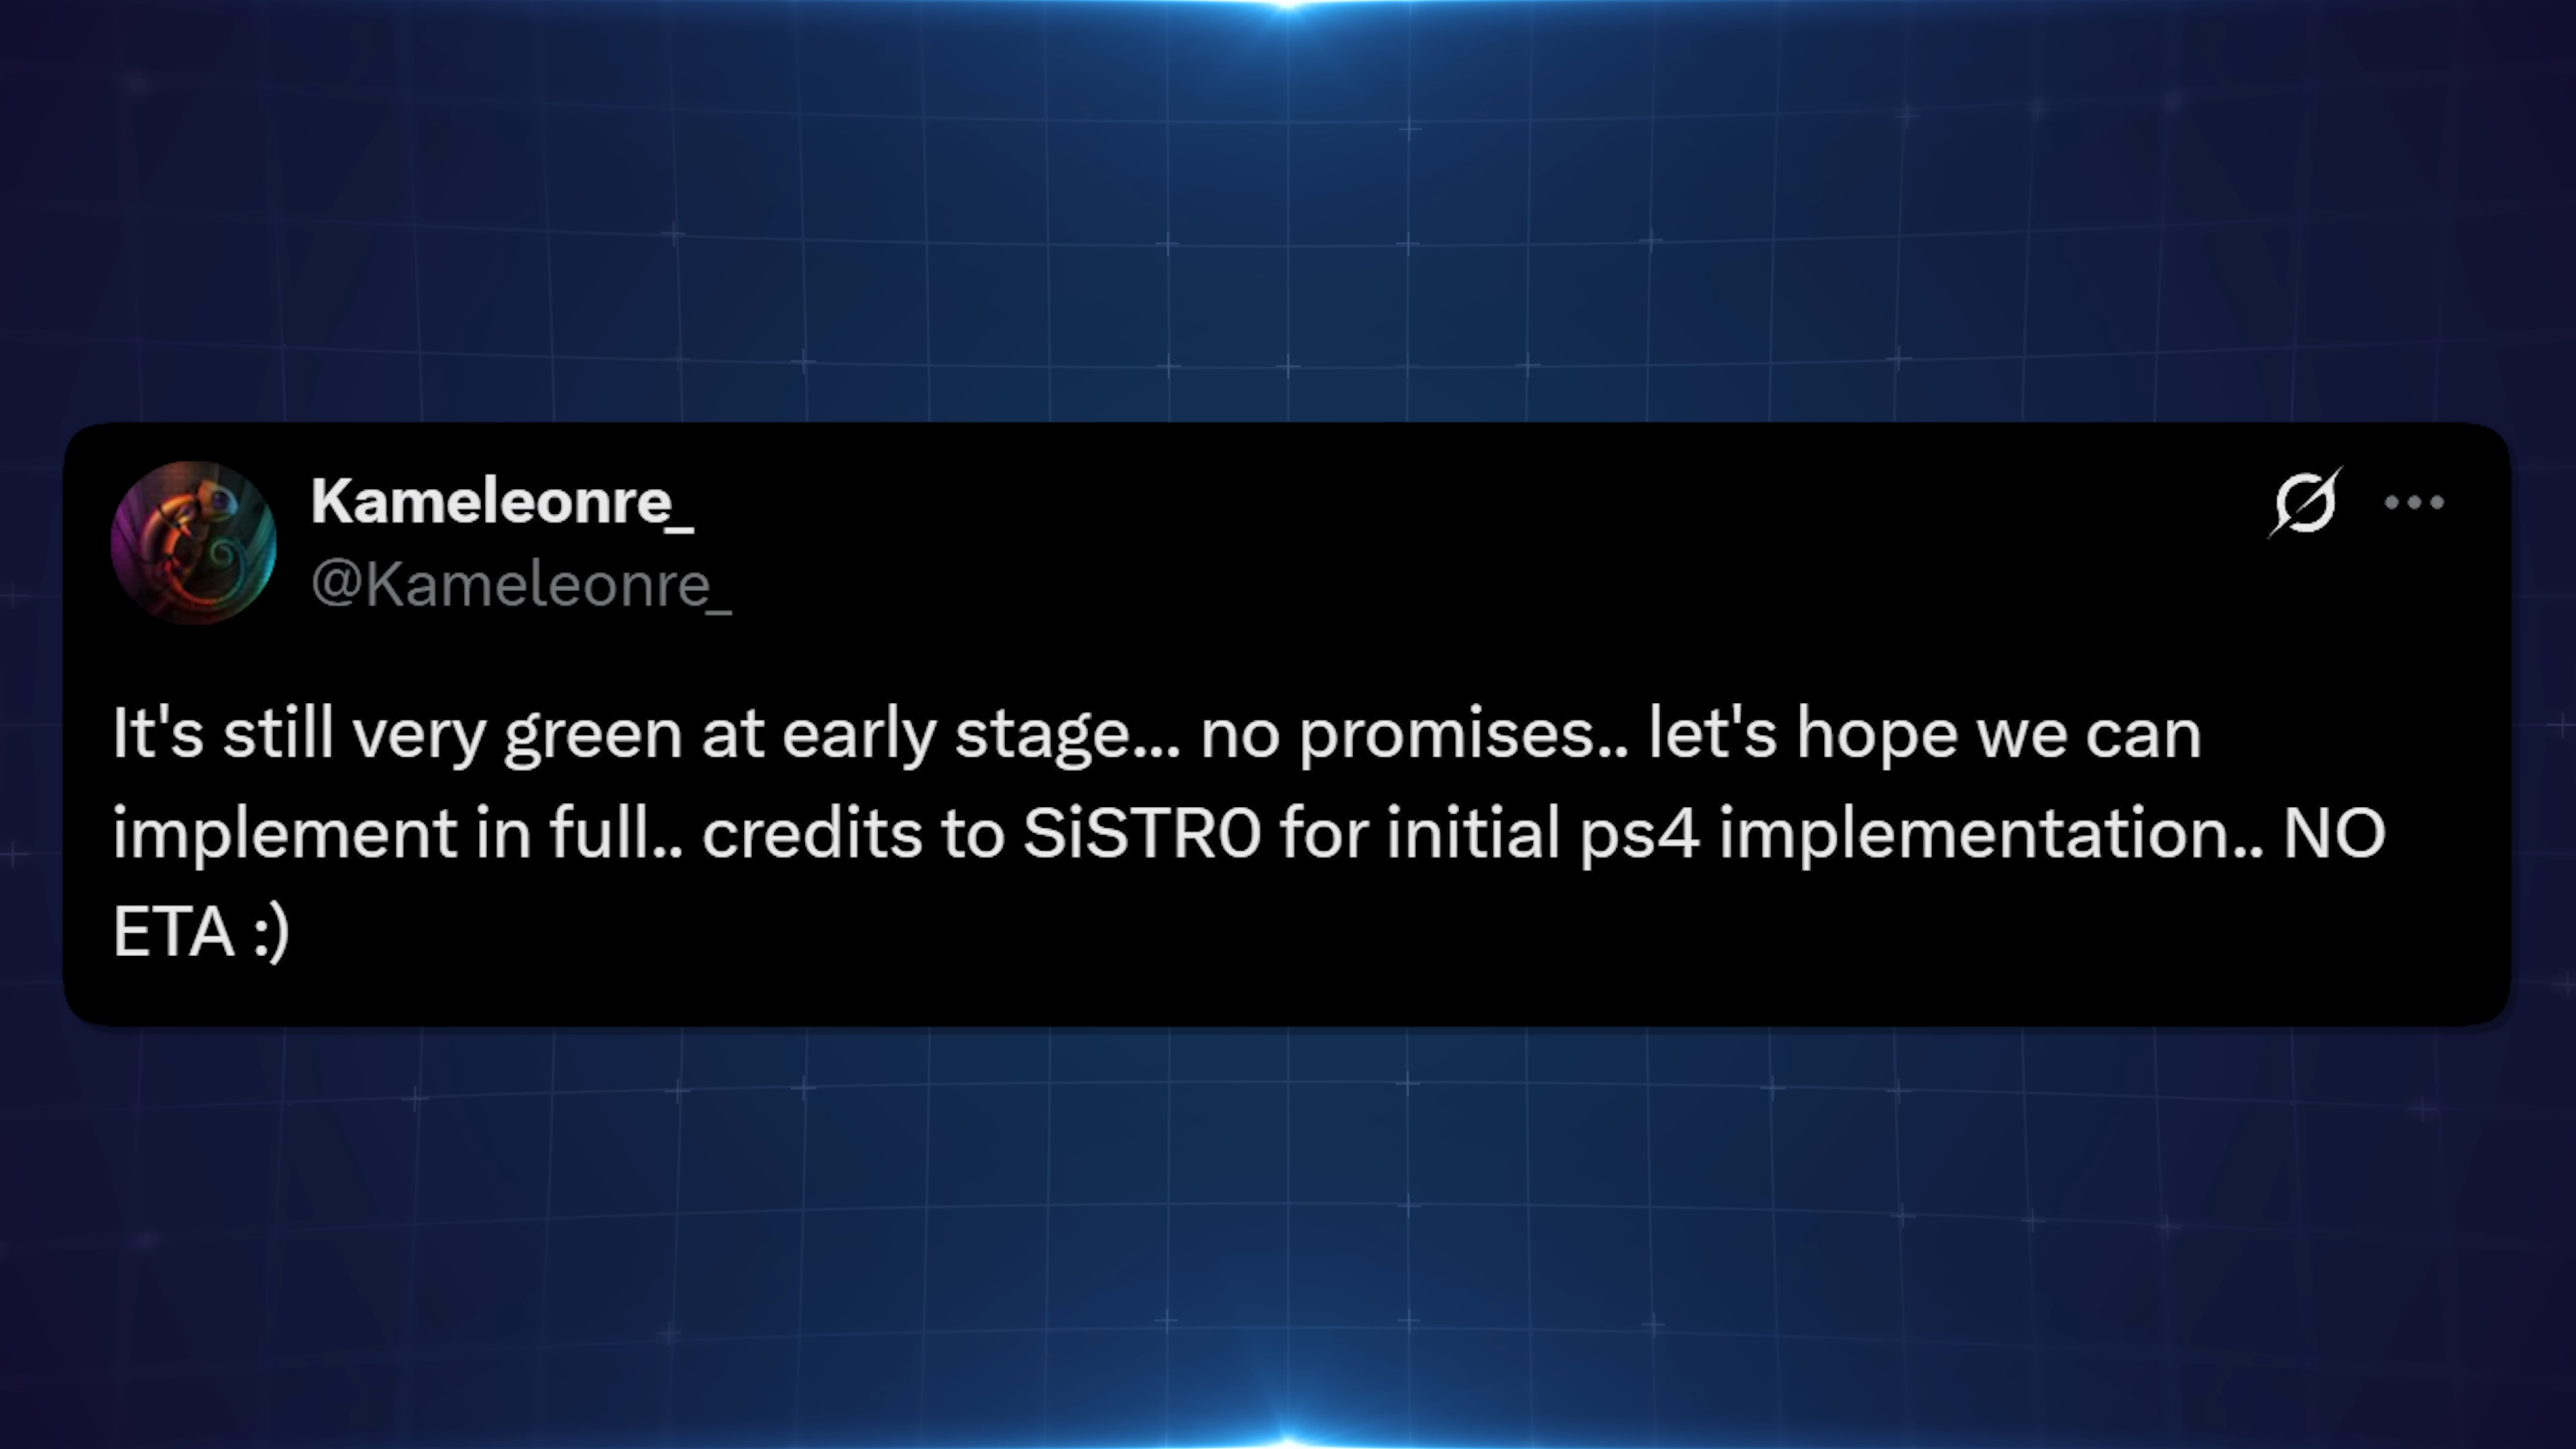 Kameleonre_
@Kameleonre_
It's still very green at early stage... no promises.. let's hope we can
implement in full.. credits to SiSTR0 for initial ps4 implementation.. NO
ETA :)